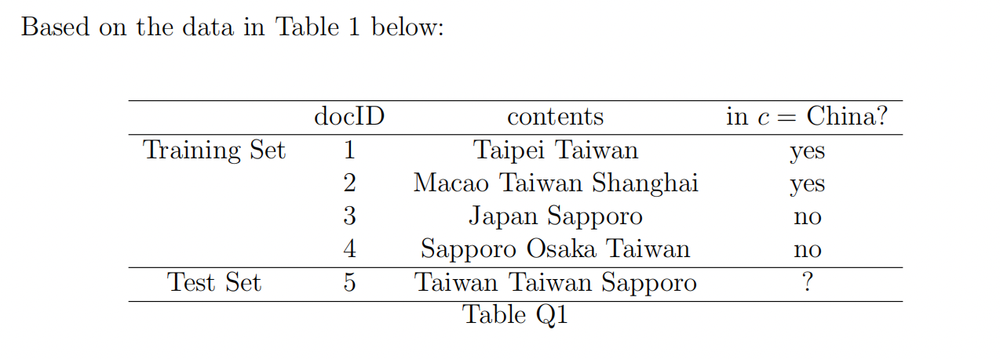 Based on the data in Table 1 below:
docID contents in c = China?
Training Set 1 Taipei Taiwan yes
2 Macao Taiwan Shanghai yes
3 Japan Sapporo no
4 Sapporo Osaka Taiwan no
Test Set 5 Taiwan Taiwan Sapporo ?
Table Q1